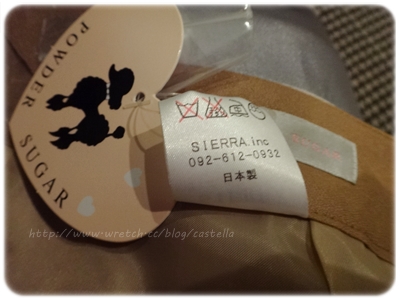 POWDER SUGAR
SIERRA.inc
092-612-0932
日本製
http://www.wretch.cc/blog/castella